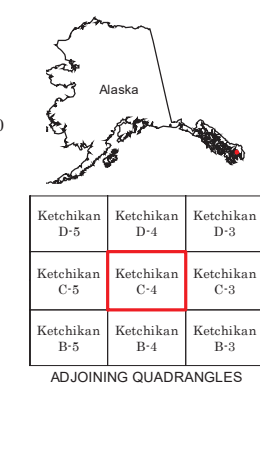 Alaska
)
Ketchikan Ketchikan Ketchikan
D-5 D-4 D-3
Ketchikan Ketchikan Ketchikan
C-5 C-4 C-3
Ketchikan Ketchikan Ketchikan
B-5 B-4 B-3
ADJOINING QUADRANGLES